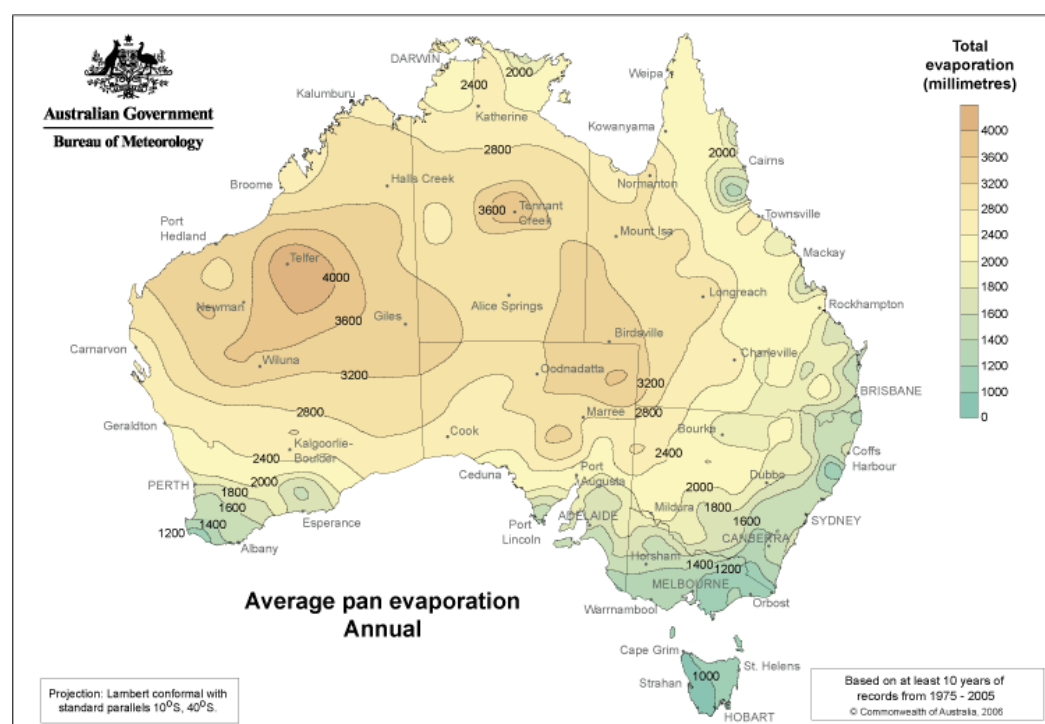 Australian Government
Bureau of Meteorology
Total
evaporation
(millimetres)
4000
3600
3200
2800
2400
2000
1600
1400
1200
1000
0
DARWIN
2000
2400
Weipa
Kalumburu
Katherine
Kowanyama
2800
2000
Cairns
Broome
Halls Creek
Normanton
3600
Tennant
Creek
Townsville
Port
Hedland
Mount Isa
Telfer
Mackay
4000
Newman
Alice Springs
Longreach
Rockhampton
3600
Giles
Birdsville
Carnarvon
Wiluna
3200
Oodnadatta
Charleville
3200
BRISBANE
2800
Marree
2800
Geraldton
Cook
Bourke
Kalgoorlie-
Boulder
2400
2400
Coffs
Harbour
Ceduna
Port
Augusta
PERTH
2000
1800
2000
Dubbo
1600
Mildura
1800
1400
Esperance
Port
Lincoln
ADELAIDE
1600
SYDNEY
1200
Albany
CANBERRA
Horsham
1400
1200
MELBOURNE
Warrnambool
Orbost
Average pan evaporation
Annual
Cape Grim
St. Helens
Strahan
1000
HOBART
Projection: Lambert conformal with
standard parallels 10°S, 40°S.
Based on at least 10 years of
records from 1975 - 2005
© Commonwealth of Australia, 2006